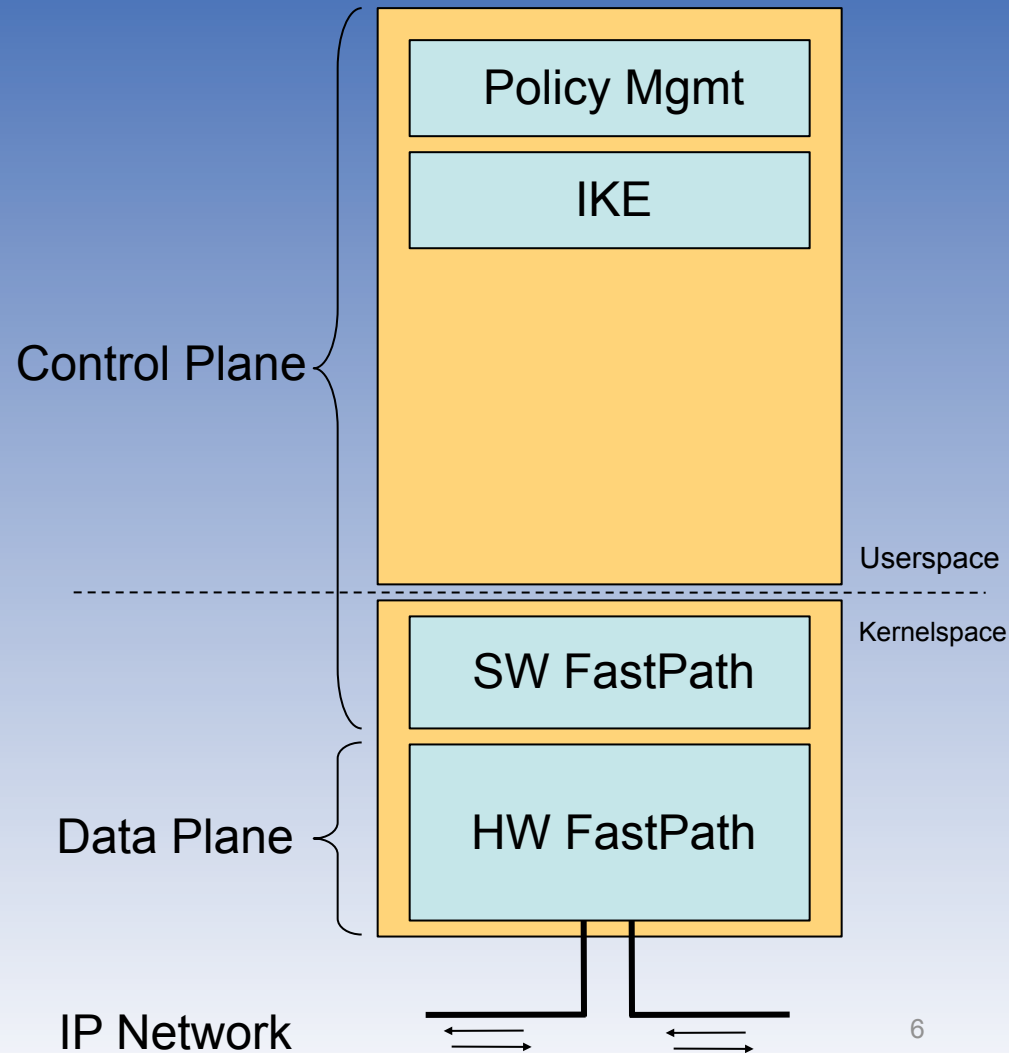 Policy Mgmt
IKE
Control Plane
Userspace
Kernelspace
SW FastPath
Data Plane
HW FastPath
IP Network
6